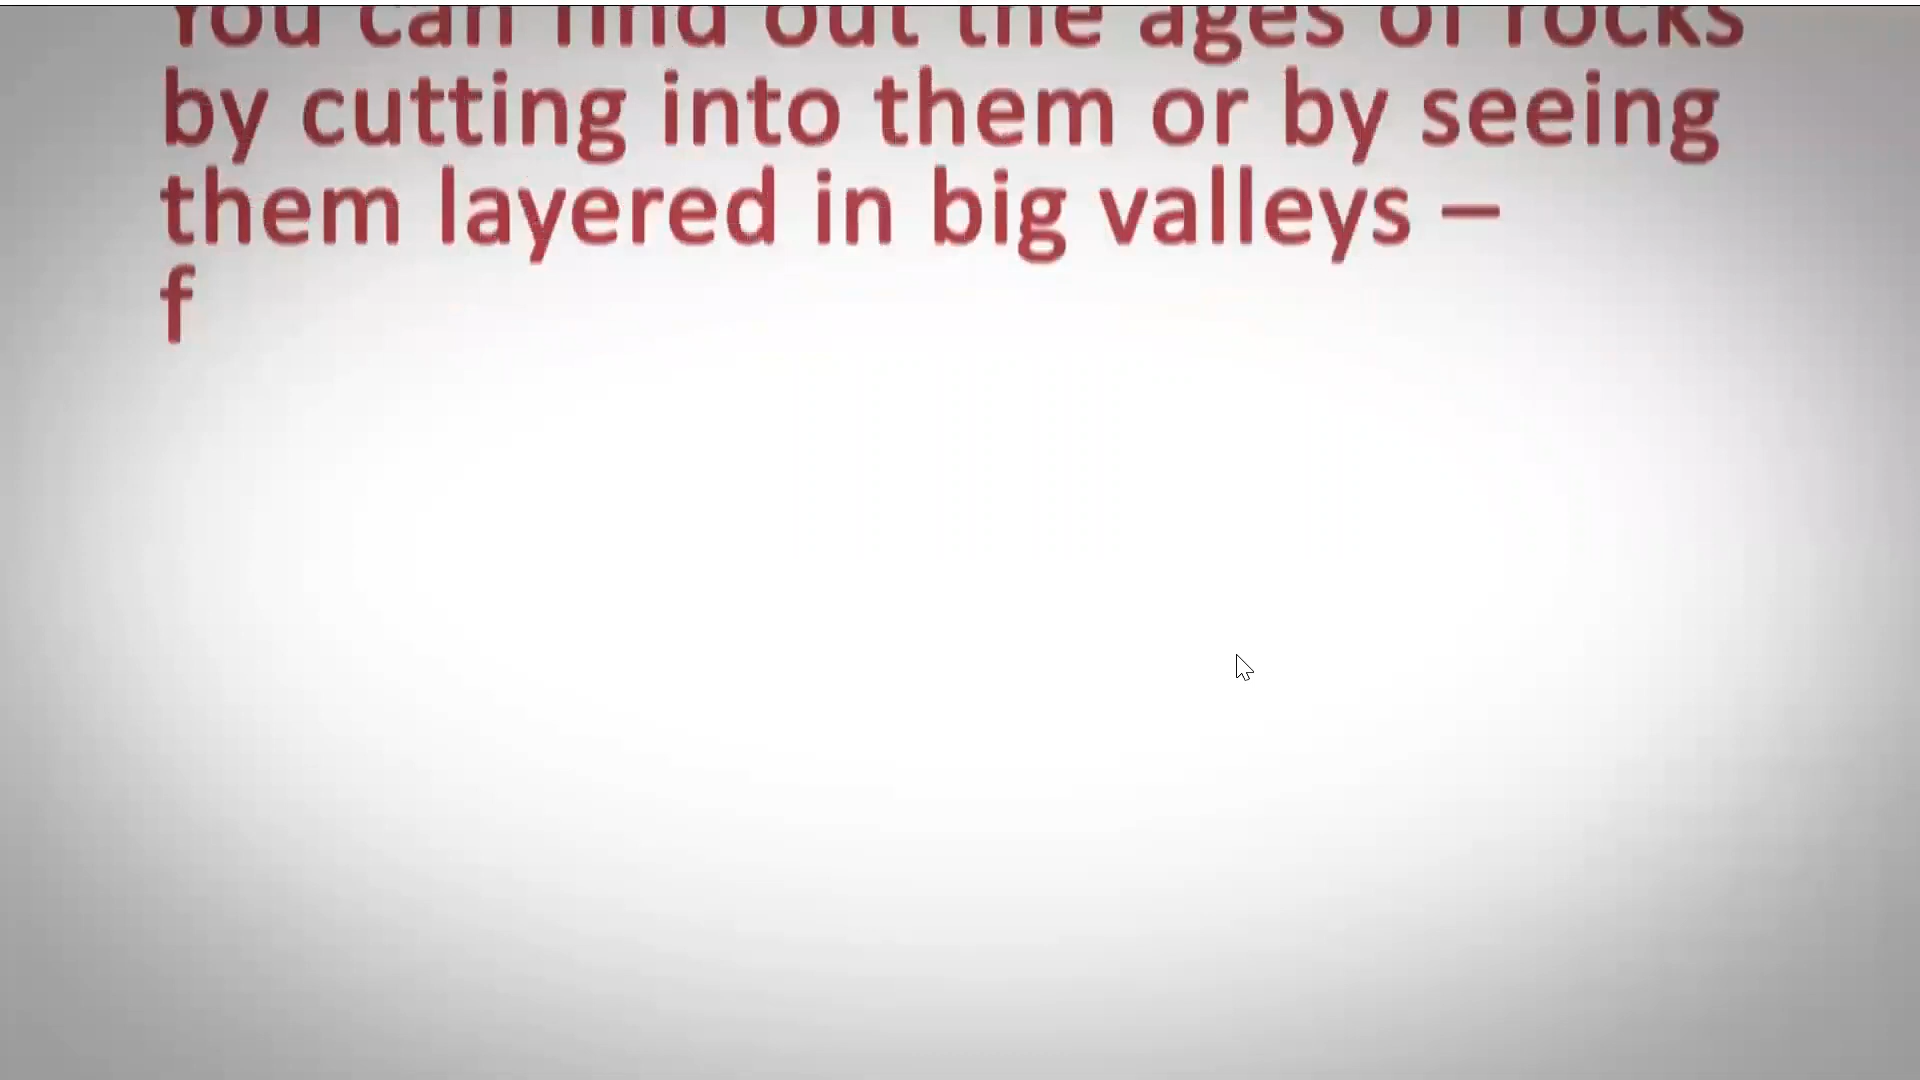 You can find out the ages of rocks
by cutting into them or by seeing
them layered in big valleys –
f